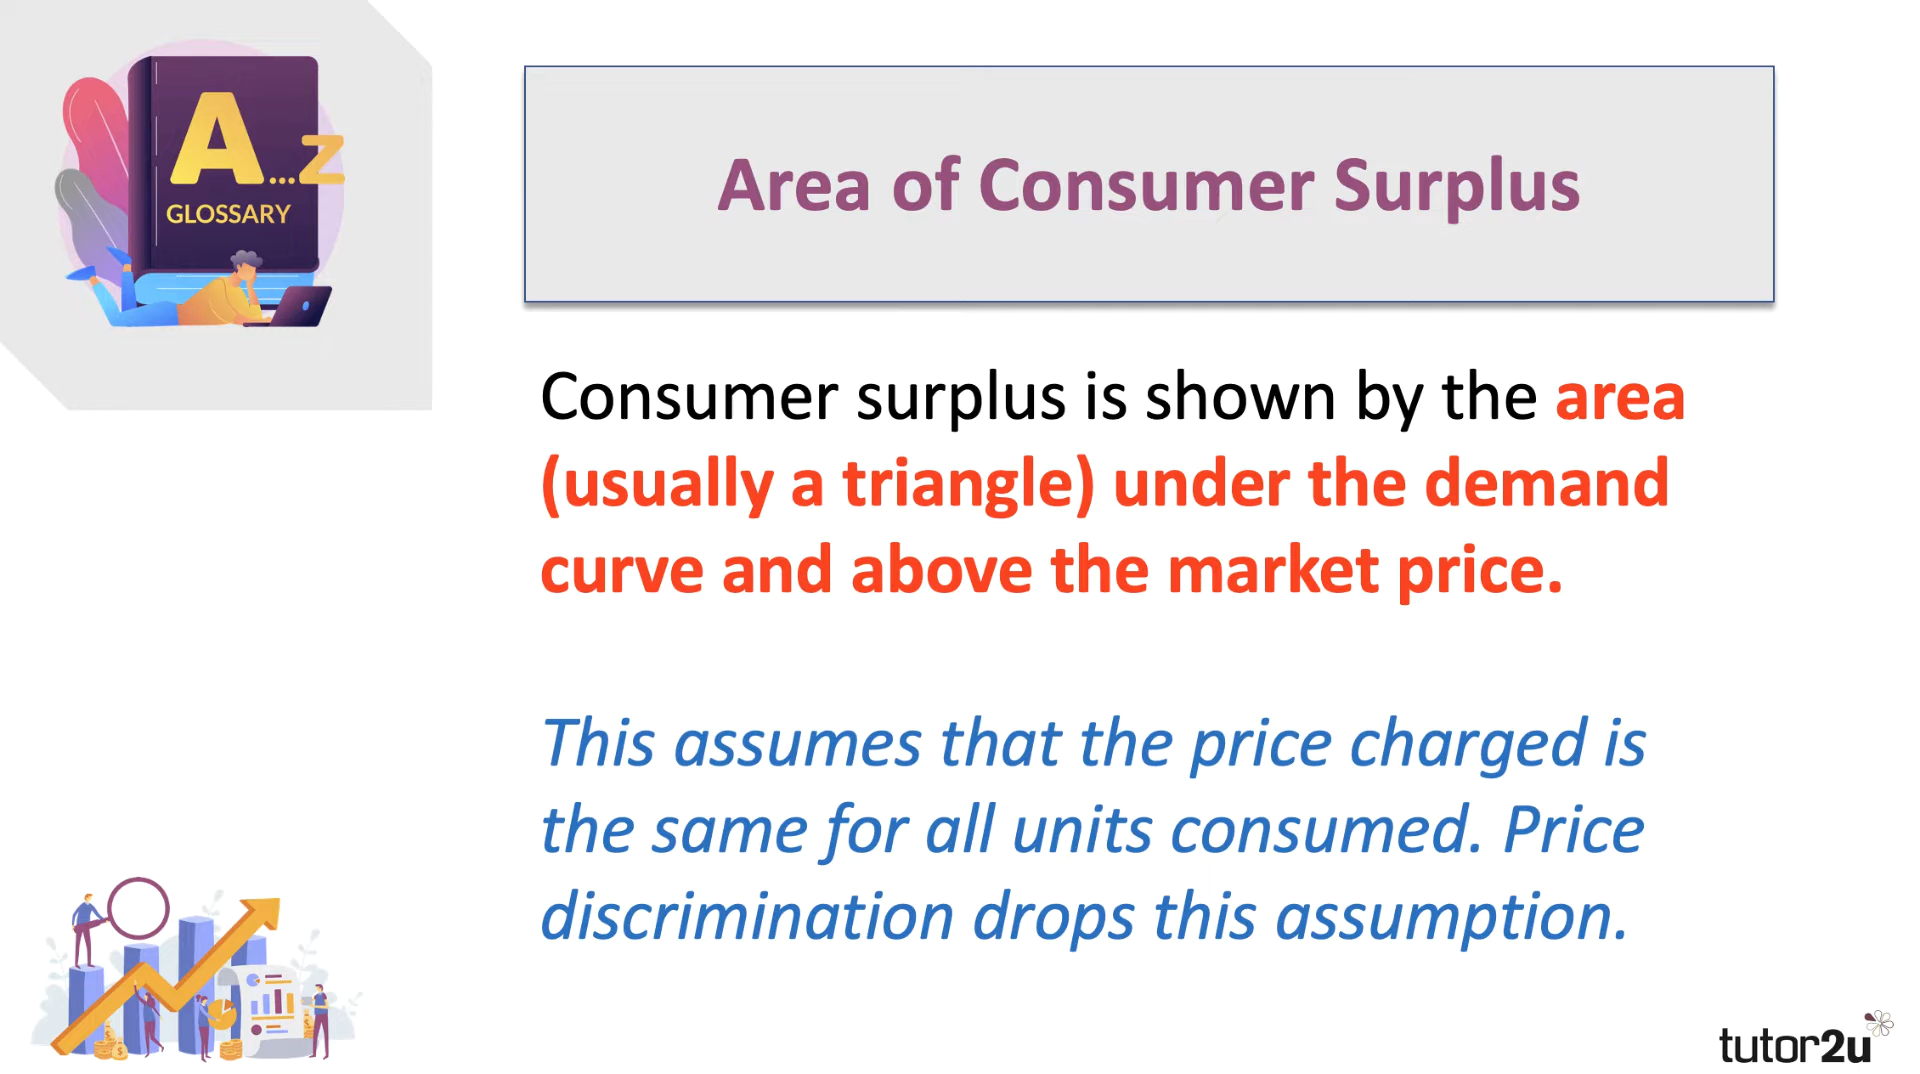 A...Z
GLOSSARY
Area of Consumer Surplus
Consumer surplus is shown by the area
(usually a triangle) under the demand
curve and above the market price.
This assumes that the price charged is
the same for all units consumed. Price
discrimination drops this assumption.
tutor2u